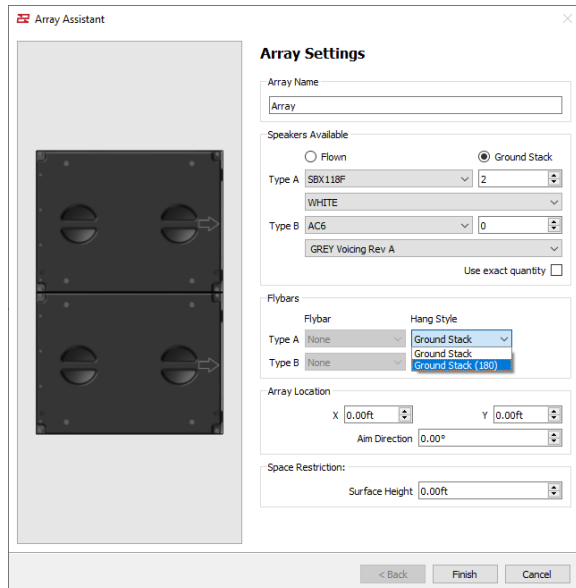 Array Assistant
Array Settings
Array Name
Array
Speakers Available
Flown Ground Stack
Type A SBX118F 2
WHITE
Type B AC6 0
GREY Voicing Rev A
Use exact quantity
Flybars
Flybar Hang Style
Type A None Ground Stack
Ground Stack
Type B None Ground Stack (180)
Array Location
X 0.00ft Y 0.00ft
Aim Direction 0.00°
Space Restriction:
Surface Height 0.00ft
< Back Finish Cancel